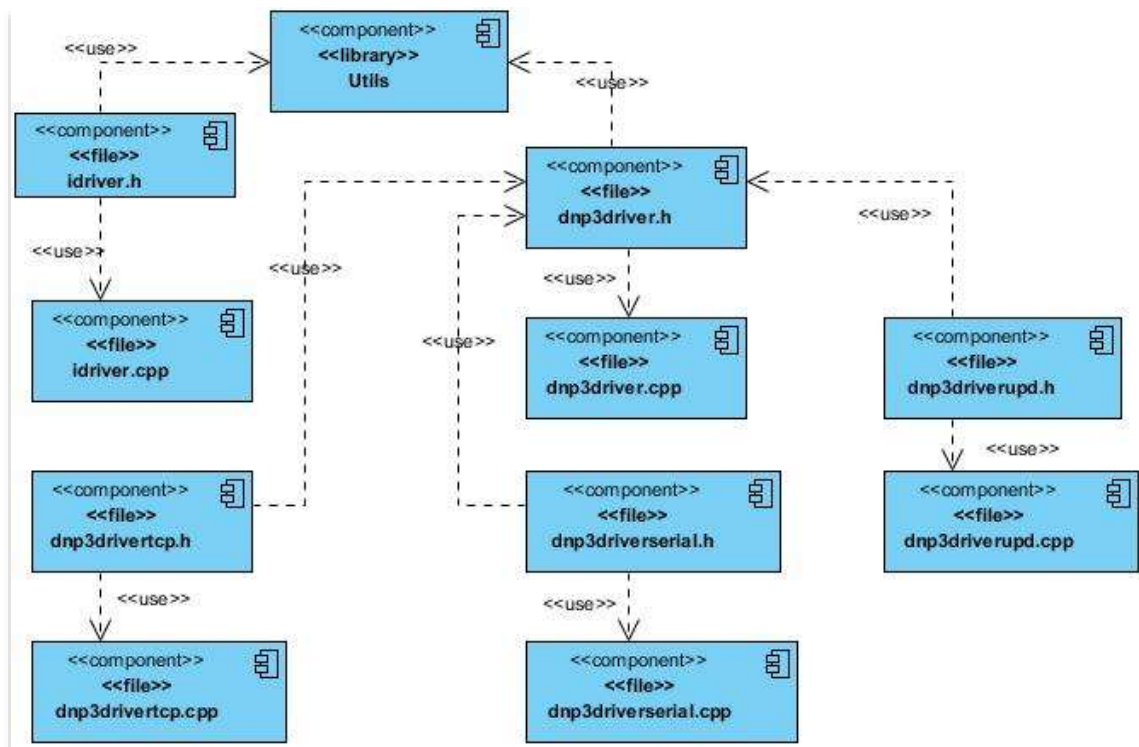 <<component>>
<<library>>
Utils
<<use>>
<<use>>
<<component>>
<<file>>
idriver.h
<<component>>
<<file>>
dnp3driver.h
<<use>>
<<use>>
<<use>>
<<use>>
<<component>>
<<file>>
idriver.cpp
<<component>>
<<file>>
dnp3driver.cpp
<<component>>
<<file>>
dnp3driverupd.h
<<use>>
<<use>>
<<component>>
<<file>>
dnp3drivertcp.h
<<component>>
<<file>>
dnp3driverserial.h
<<component>>
<<file>>
dnp3driverupd.cpp
<<use>>
<<use>>
<<component>>
<<file>>
dnp3drivertcp.cpp
<<component>>
<<file>>
dnp3driverserial.cpp